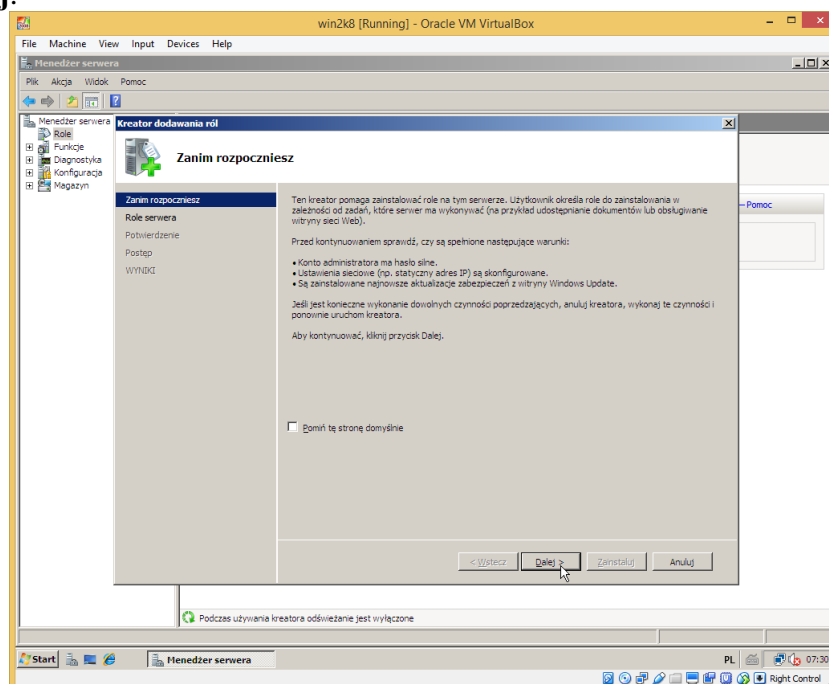 win2k8 [Running] - Oracle VM VirtualBox
File Machine View Input Devices Help
Menedżer serwera
Plik Akcja Widok Pomoc
Menedżer serwera
Role
Funkcje
Diagnostyka
Konfiguracja
Magazyn
Kreator dodawania ról
Zanim rozpoczniesz
Zanim rozpoczniesz
Role serwera
Potwierdzenie
Postęp
WYNIKI
Ten kreator pomaga zainstalować role na tym serwerze. Użytkownik określa role do zainstalowania w
zależności od zadań, które serwer ma wykonywać (na przykład udostępnianie dokumentów lub obsługiwanie
witryny sieci Web).
Przed kontynuowaniem sprawdź, czy są spełnione następujące warunki:
• Konto administratora ma hasło silne.
• Ustawienia sieciowe (np. statyczny adres IP) są skonfigurowane.
• Są zainstalowane najnowsze aktualizacje zabezpieczeń z witryny Windows Update.
Jeśli jest konieczne wykonanie dowolnych czynności poprzedzających, anuluj kreatora, wykonaj te czynności i
ponownie uruchom kreatora.
Aby kontynuować, kliknij przycisk Dalej.
Pomiń tę stronę domyślnie
< Wstecz Dalej > Zainstaluj Anuluj
Pomoc
Podczas używania kreatora odświeżanie jest wyłączone
Start Menedżer serwera PL 07:30
Right Control